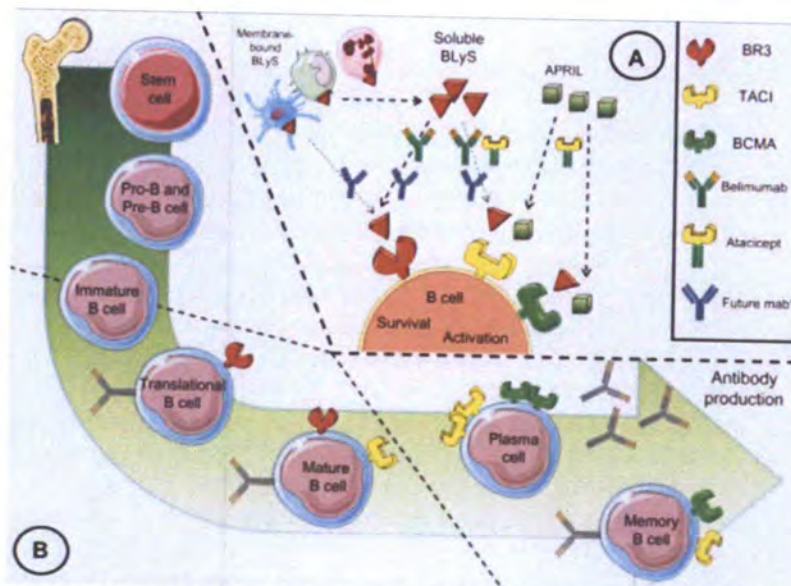 Membrane-
bound
BLyS
Soluble
BLyS
APRIL
A
BR3
TACI
BCMA
Belimumab
Atacicept
Future mab
Stem
cell
Pro-B and
Pre-B cell
Immature
B cell
Translational
B cell
Mature
B cell
Plasma
cell
Memory
B cell
B cell
Survival
Activation
Antibody
production
B